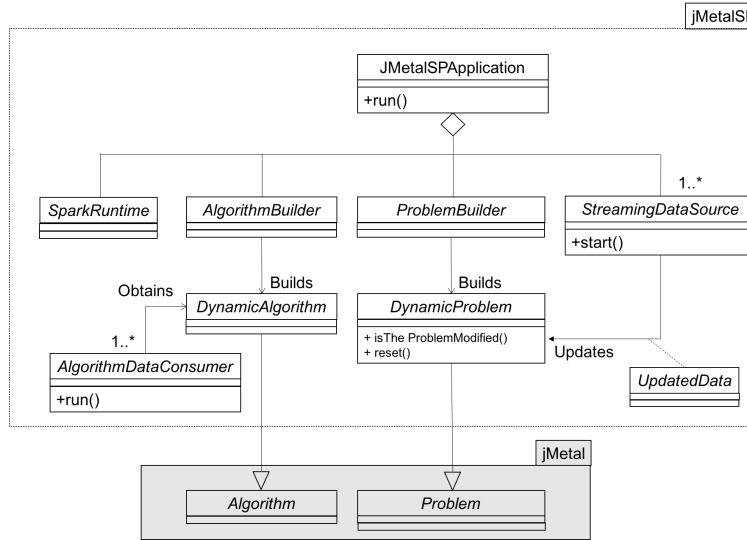 jMetalSP
JMetalSPApplication
+run()
1..*
SparkRuntime
AlgorithmBuilder
ProblemBuilder
StreamingDataSource
+start()
Obtains
Builds
Builds
DynamicAlgorithm
DynamicProblem
+ isThe ProblemModified()
+ reset()
1..*
Updates
AlgorithmDataConsumer
+run()
UpdatedData
jMetal
Algorithm
Problem